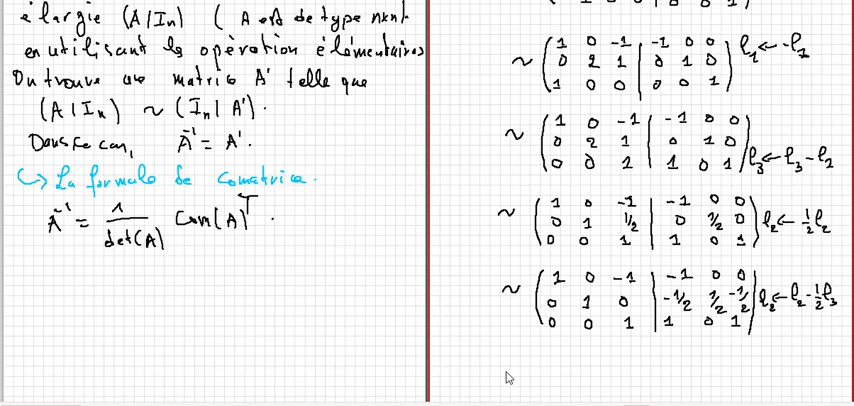 élargie (A/In) ( A est de type n×n).
en utilisant les opération élémentaires
On trouve une matrice A' telle que
(A | In) ~ (In | A').
Dans ce cas, A⁻¹ = A'.
↪ La formule de comatrice.
A⁻¹ = 1/det(A) Com(A)ᵀ.
~ ( 1 0 -1 | -1 0 0 ) l₁ ← -l₁
( 0 2 1 | 0 1 0 )
( 1 0 0 | 0 0 1 )
~ ( 1 0 -1 | -1 0 0 )
( 0 2 1 | 0 1 0 )
( 0 0 1 | 1 0 1 ) l₃ ← l₃ - l₁
~ ( 1 0 -1 | -1 0 0 )
( 0 1 1/2 | 0 1/2 0 ) l₂ ← 1/2 l₂
( 0 0 1 | 1 0 1 )
~ ( 1 0 -1 | -1 0 0 )
( 0 1 0 | -1/2 1/2 -1/2 ) l₂ ← l₂ - 1/2 l₃
( 0 0 1 | 1 0 1 )